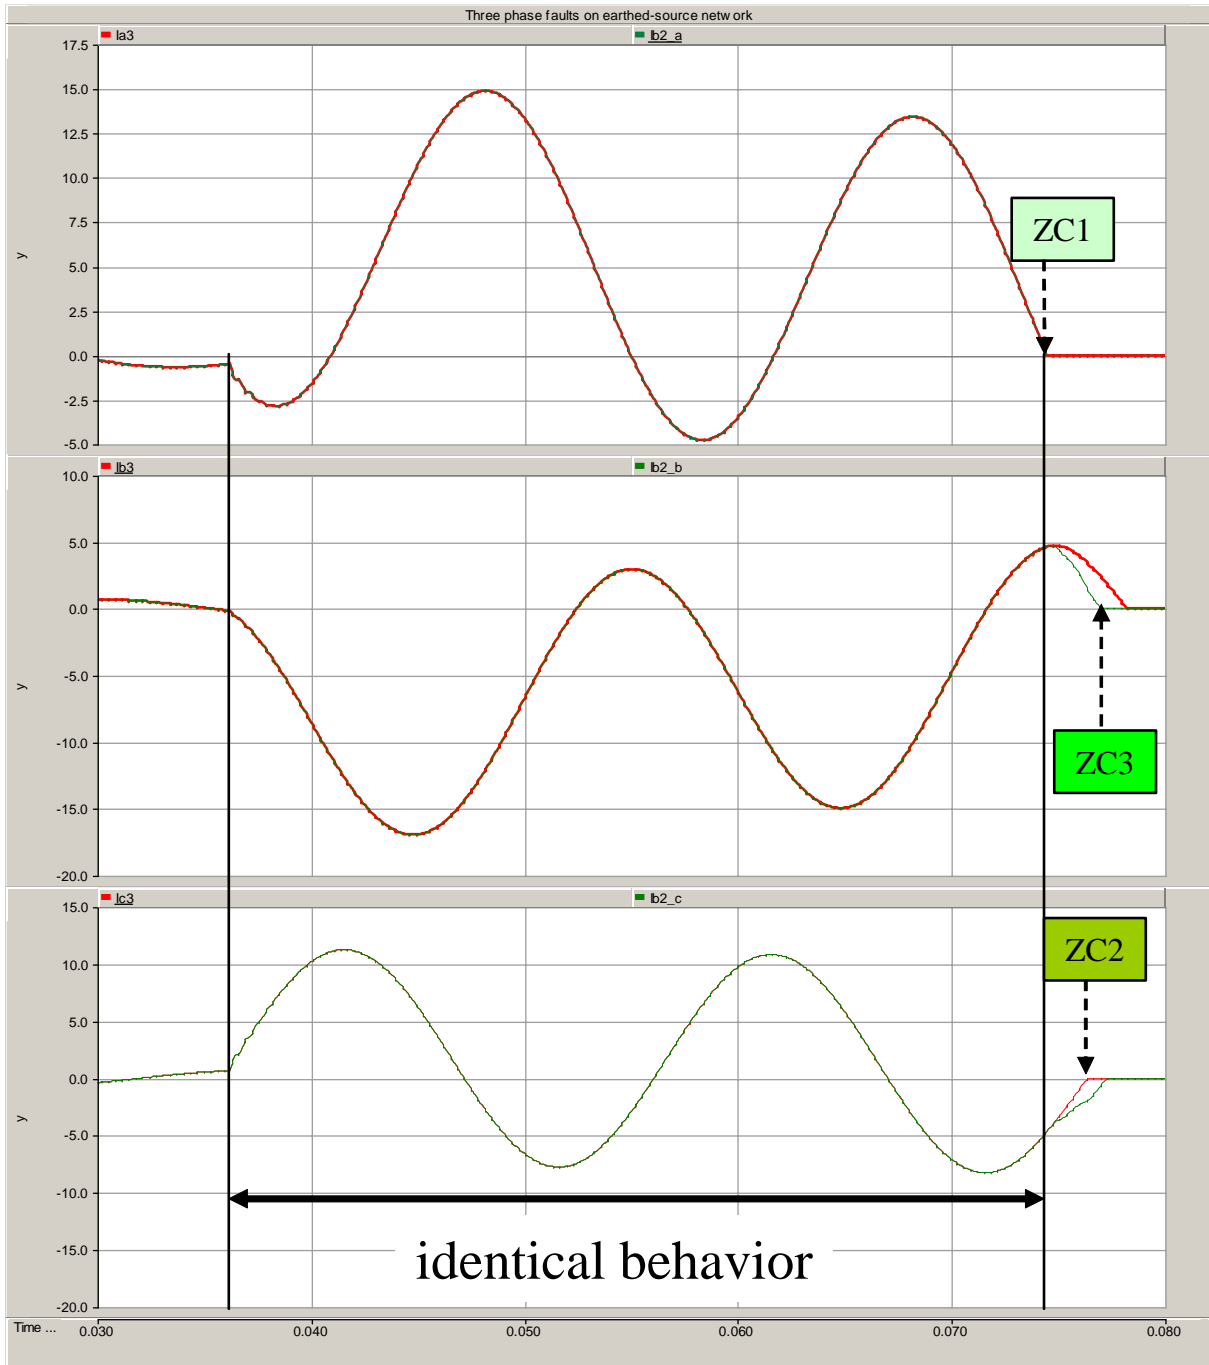 Three phase faults on earthed-source network
Ia3 Ib2_a
17.5
15.0
12.5
10.0
7.5
5.0
2.5
0.0
-2.5
-5.0
y
ZC1
Ib3 Ib2_b
10.0
5.0
0.0
-5.0
-10.0
-15.0
-20.0
y
ZC3
Ic3 Ib2_c
15.0
10.0
5.0
0.0
-5.0
-10.0
-15.0
-20.0
y
ZC2
identical behavior
Time ... 0.030 0.040 0.050 0.060 0.070 0.080